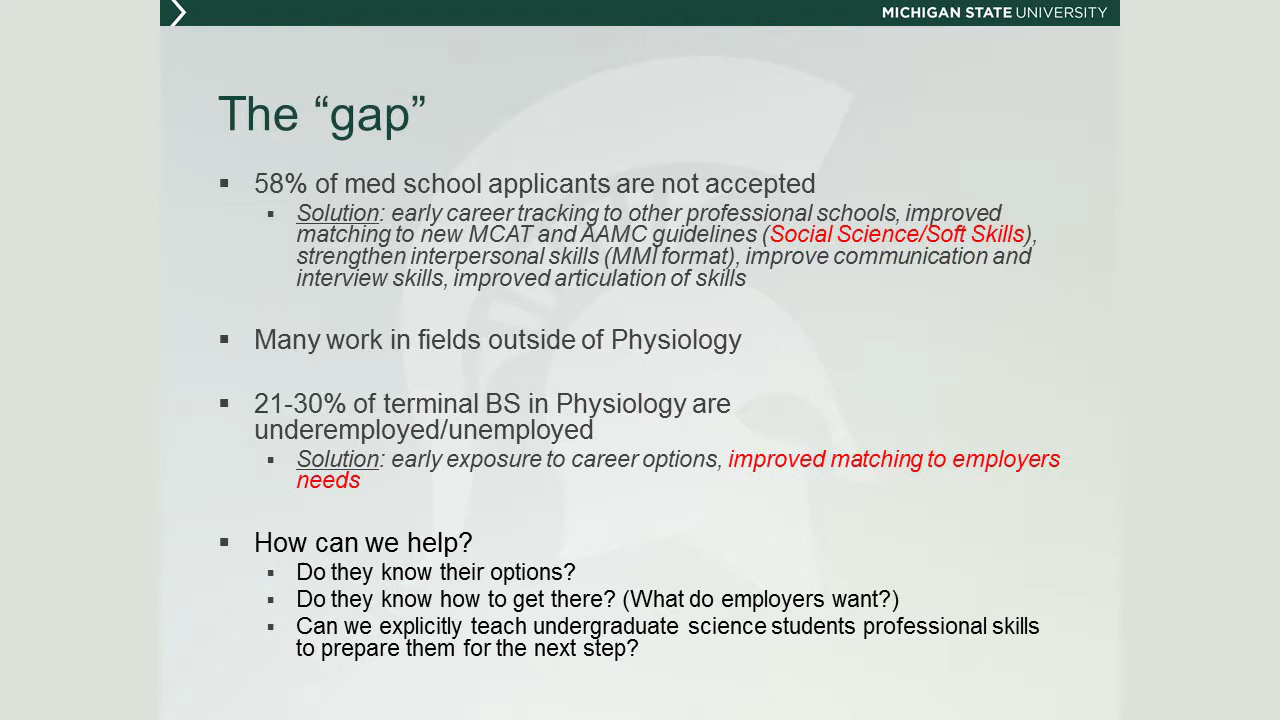 MICHIGAN STATE UNIVERSITY
The “gap”
▪ 58% of med school applicants are not accepted
▪ Solution: early career tracking to other professional schools, improved
matching to new MCAT and AAMC guidelines (Social Science/Soft Skills),
strengthen interpersonal skills (MMI format), improve communication and
interview skills, improved articulation of skills
▪ Many work in fields outside of Physiology
▪ 21-30% of terminal BS in Physiology are
underemployed/unemployed
▪ Solution: early exposure to career options, improved matching to employers
needs
▪ How can we help?
▪ Do they know their options?
▪ Do they know how to get there? (What do employers want?)
▪ Can we explicitly teach undergraduate science students professional skills
to prepare them for the next step?